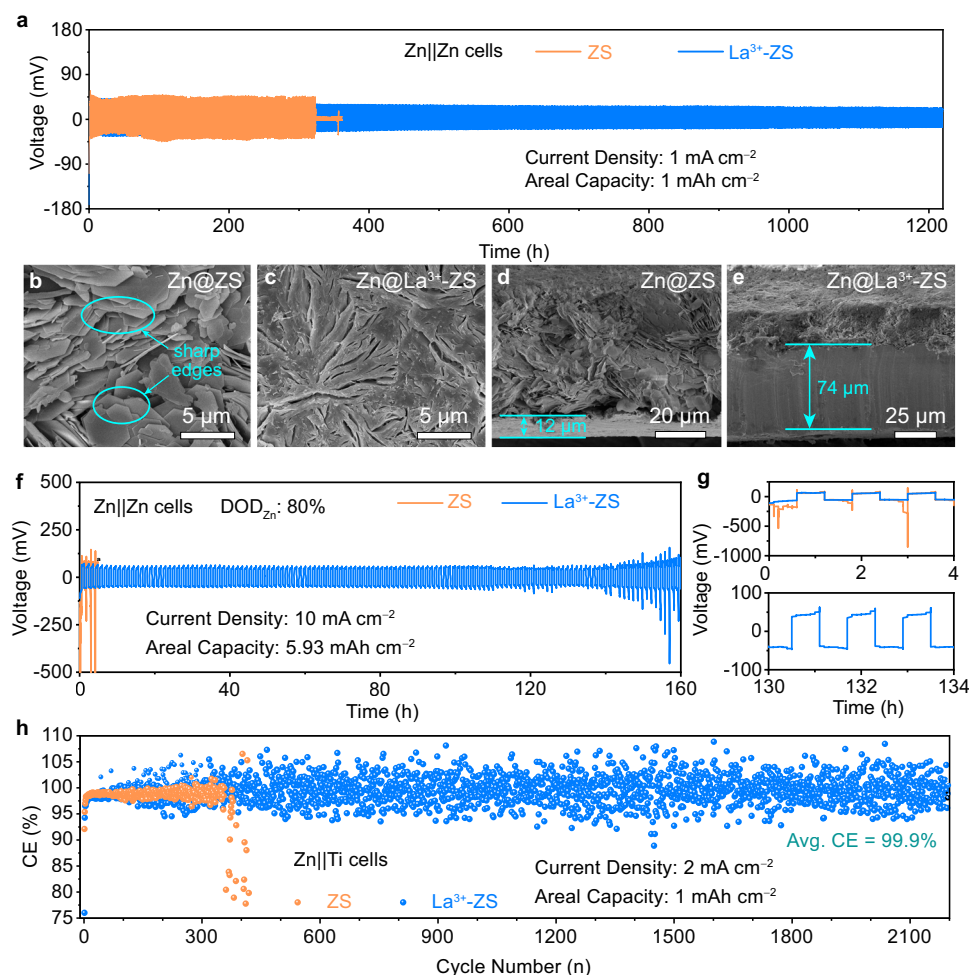 a
180
90
0
-90
-180
Voltage (mV)
Zn||Zn cells
ZS
La³⁺-ZS
Current Density: 1 mA cm⁻²
Areal Capacity: 1 mAh cm⁻²
0 200 400 600 800 1000 1200
Time (h)
b Zn@ZS
sharp
edges
5 µm
c Zn@La³⁺-ZS
5 µm
d Zn@ZS
12 µm
20 µm
e Zn@La³⁺-ZS
74 µm
25 µm
f
500
250
0
-250
-500
Voltage (mV)
Zn||Zn cells DOD_Zn: 80%
ZS
La³⁺-ZS
Current Density: 10 mA cm⁻²
Areal Capacity: 5.93 mAh cm⁻²
0 40 80 120 160
Time (h)
g
0
-500
-1000
0 2 4
Voltage (mV)
100
0
-100
130 132 134
Time (h)
h
110
105
100
95
90
85
80
75
CE (%)
Avg. CE = 99.9%
Zn||Ti cells
ZS
La³⁺-ZS
Current Density: 2 mA cm⁻²
Areal Capacity: 1 mAh cm⁻²
0 300 600 900 1200 1500 1800 2100
Cycle Number (n)